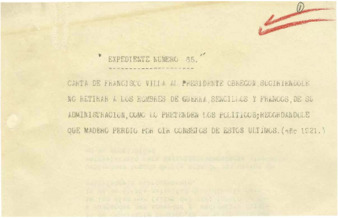 1
" EXPEDIENTE NUMERO 55. "
CARTA DE FRANCISCO VILLA AL PRESIDENTE OBREGON SUGIRIENDOLE
NO RETIRAR A LOS HOMBRES DE GUERRA, SENCILLOS Y FRANCOS, DE SU
ADMINISTRACION, COMO LO PRETENDEN LOS POLITICOS; RECORDANDOLE
QUE MADERO PERDIO POR OIR CONSEJOS DE ESTOS ULTIMOS. 1921.)